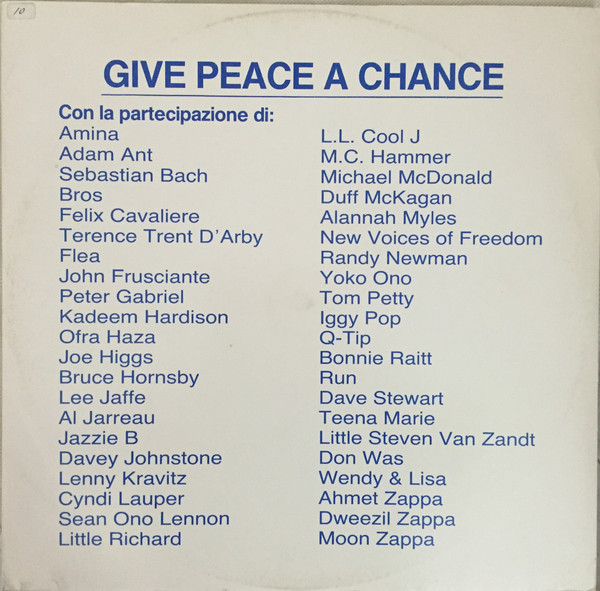 10
GIVE PEACE A CHANCE
Con la partecipazione di:
Amina
Adam Ant
Sebastian Bach
Bros
Felix Cavaliere
Terence Trent D'Arby
Flea
John Frusciante
Peter Gabriel
Kadeem Hardison
Ofra Haza
Joe Higgs
Bruce Hornsby
Lee Jaffe
Al Jarreau
Jazzie B
Davey Johnstone
Lenny Kravitz
Cyndi Lauper
Sean Ono Lennon
Little Richard
L.L. Cool J
M.C. Hammer
Michael McDonald
Duff McKagan
Alannah Myles
New Voices of Freedom
Randy Newman
Yoko Ono
Tom Petty
Iggy Pop
Q-Tip
Bonnie Raitt
Run
Dave Stewart
Teena Marie
Little Steven Van Zandt
Don Was
Wendy & Lisa
Ahmet Zappa
Dweezil Zappa
Moon Zappa